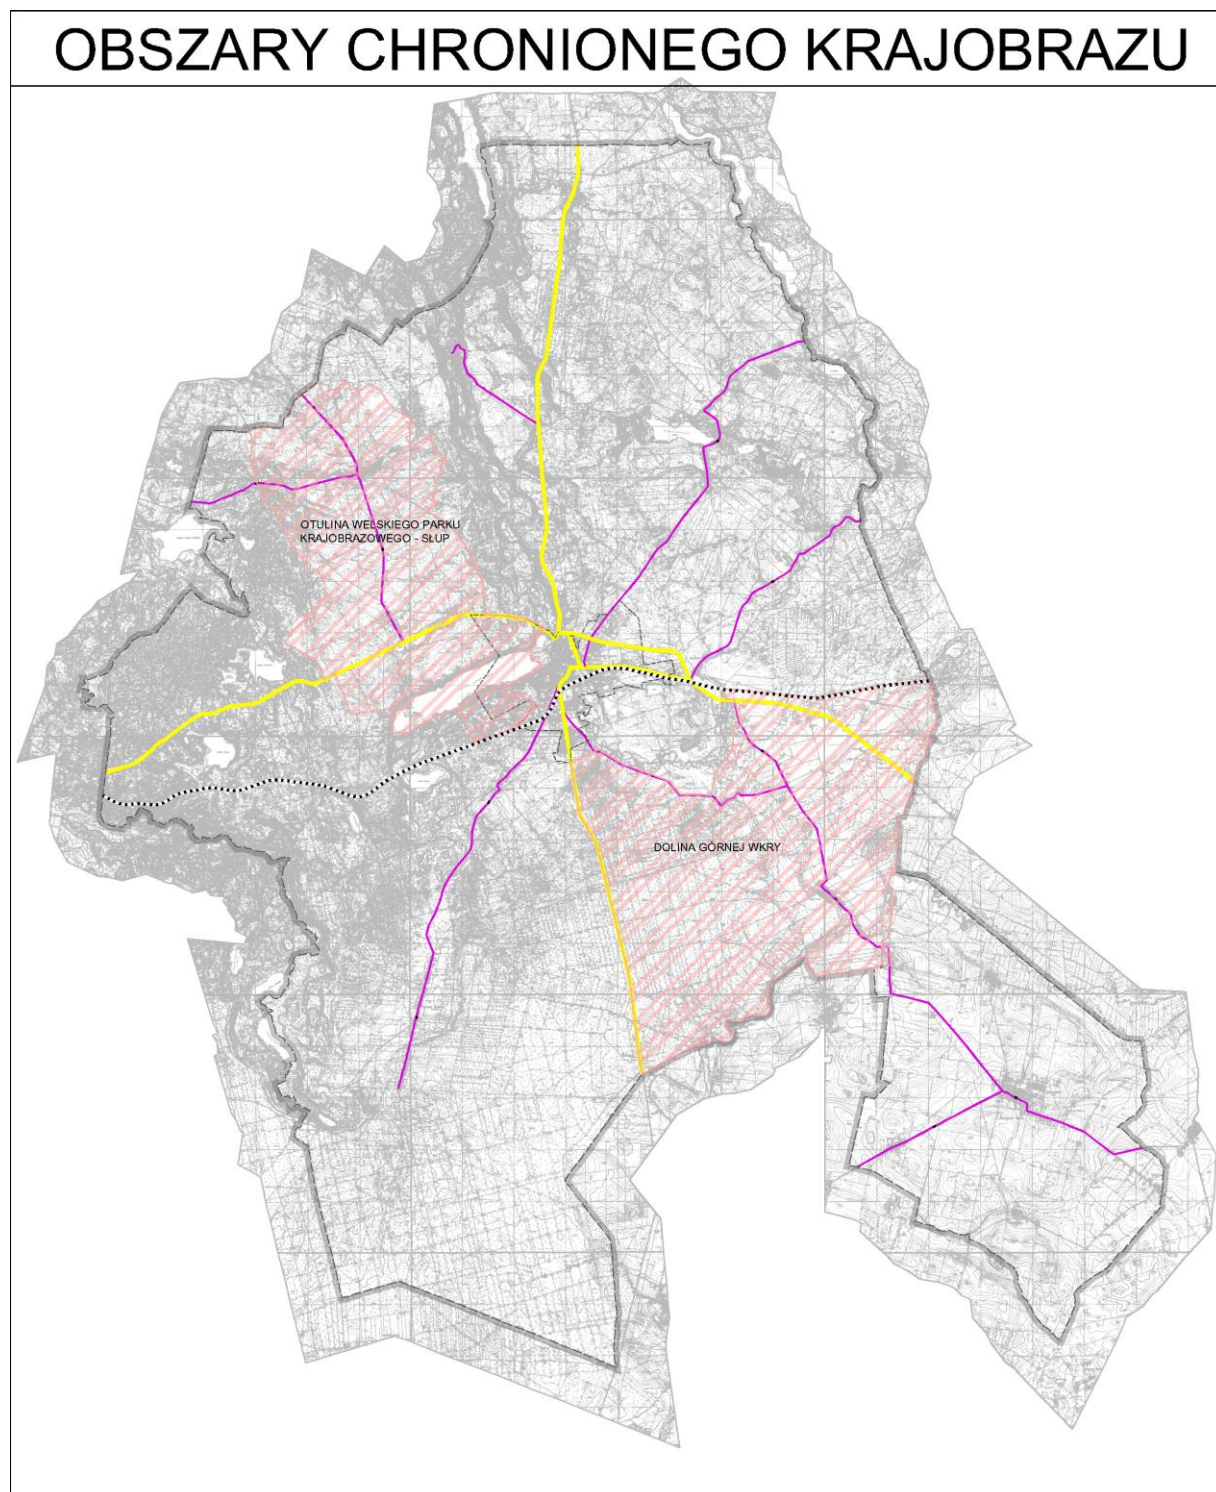 OBSZARY CHRONIONEGO KRAJOBRAZU
OTULINA WELSKIEGO PARKU
KRAJOBRAZOWEGO - SŁUP
DOLINA GÓRNEJ WKRY